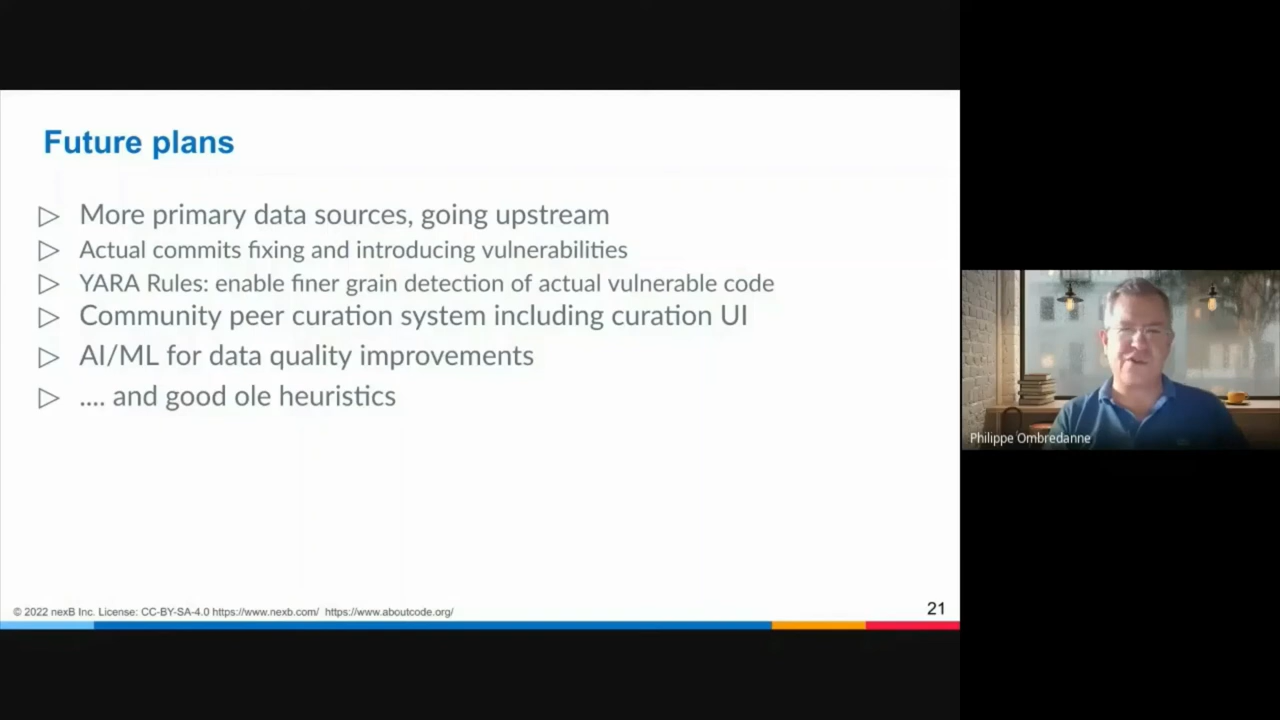 Future plans
▷ More primary data sources, going upstream
▷ Actual commits fixing and introducing vulnerabilities
▷ YARA Rules: enable finer grain detection of actual vulnerable code
▷ Community peer curation system including curation UI
▷ AI/ML for data quality improvements
▷ .... and good ole heuristics
© 2022 nexB Inc. License: CC-BY-SA-4.0 https://www.nexb.com/ https://www.aboutcode.org/
21
Philippe Ombredanne